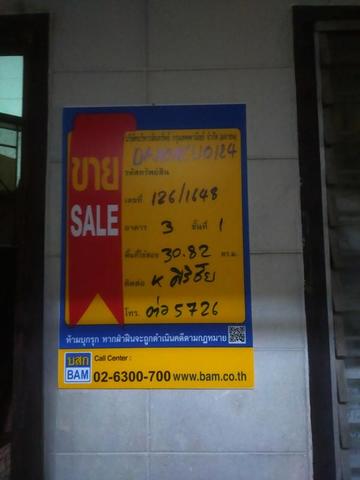 บริษัทบริหารสินทรัพย์ กรุงเทพพาณิชย์ จำกัด (มหาชน)
ขาย
SALE
รหัสทรัพย์สิน
เลขที่ 126/1648
อาคาร 3 ชั้นที่ 1
พื้นที่ใช้สอย 30.82 ตร.ม.
ติดต่อ K ศิริชัย
โทร. ต่อ 5726
ห้ามบุกรุก หากฝ่าฝืนจะถูกดำเนินคดีตามกฎหมาย
บสก
BAM
Call Center :
02-6300-700 www.bam.co.th